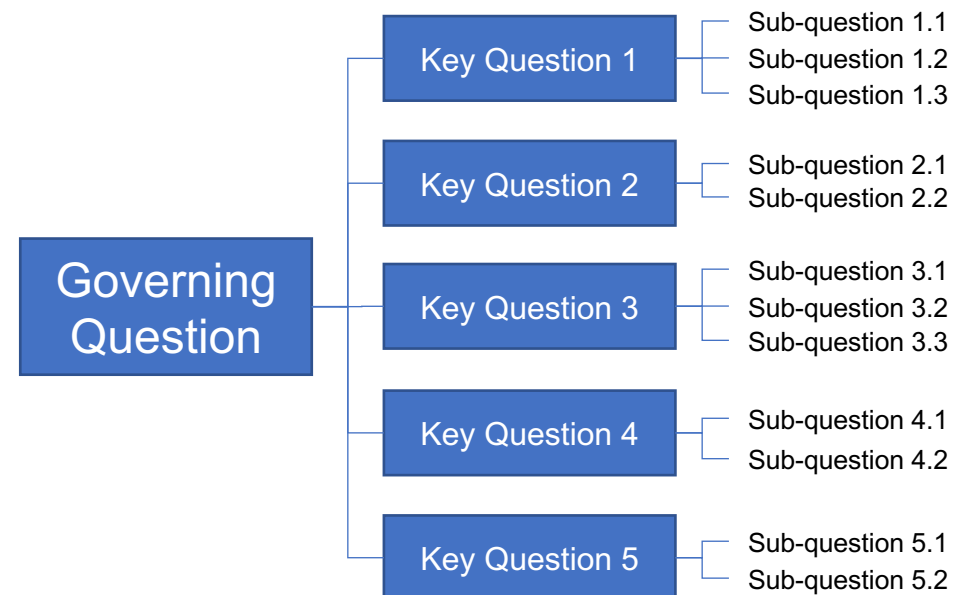 Governing
Question
Key Question 1
Sub-question 1.1
Sub-question 1.2
Sub-question 1.3
Key Question 2
Sub-question 2.1
Sub-question 2.2
Key Question 3
Sub-question 3.1
Sub-question 3.2
Sub-question 3.3
Key Question 4
Sub-question 4.1
Sub-question 4.2
Key Question 5
Sub-question 5.1
Sub-question 5.2